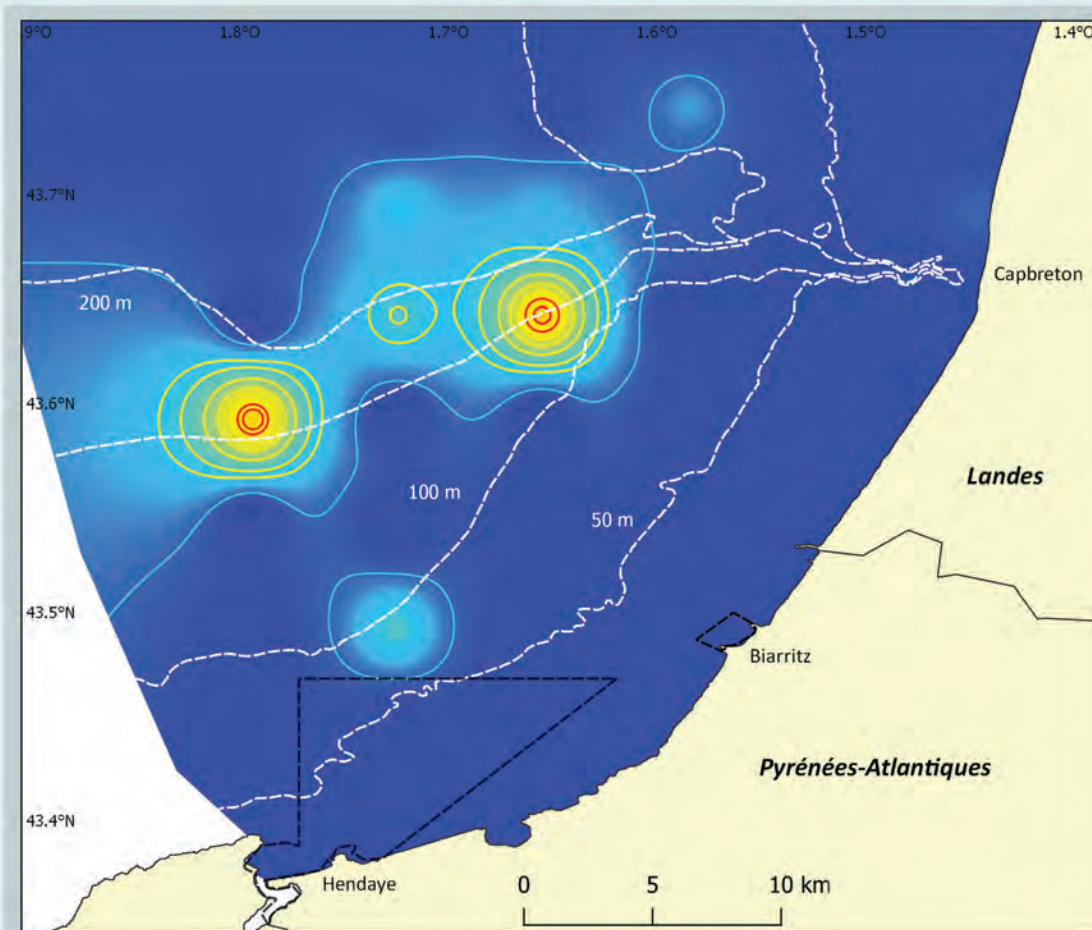 9°O 1.8°O 1.7°O 1.6°O 1.5°O 1.4°O
43.7°N
Capbreton
200 m
43.6°N
Landes
100 m
50 m
43.5°N
Biarritz
Pyrénées-Atlantiques
43.4°N
Hendaye
0 5 10 km